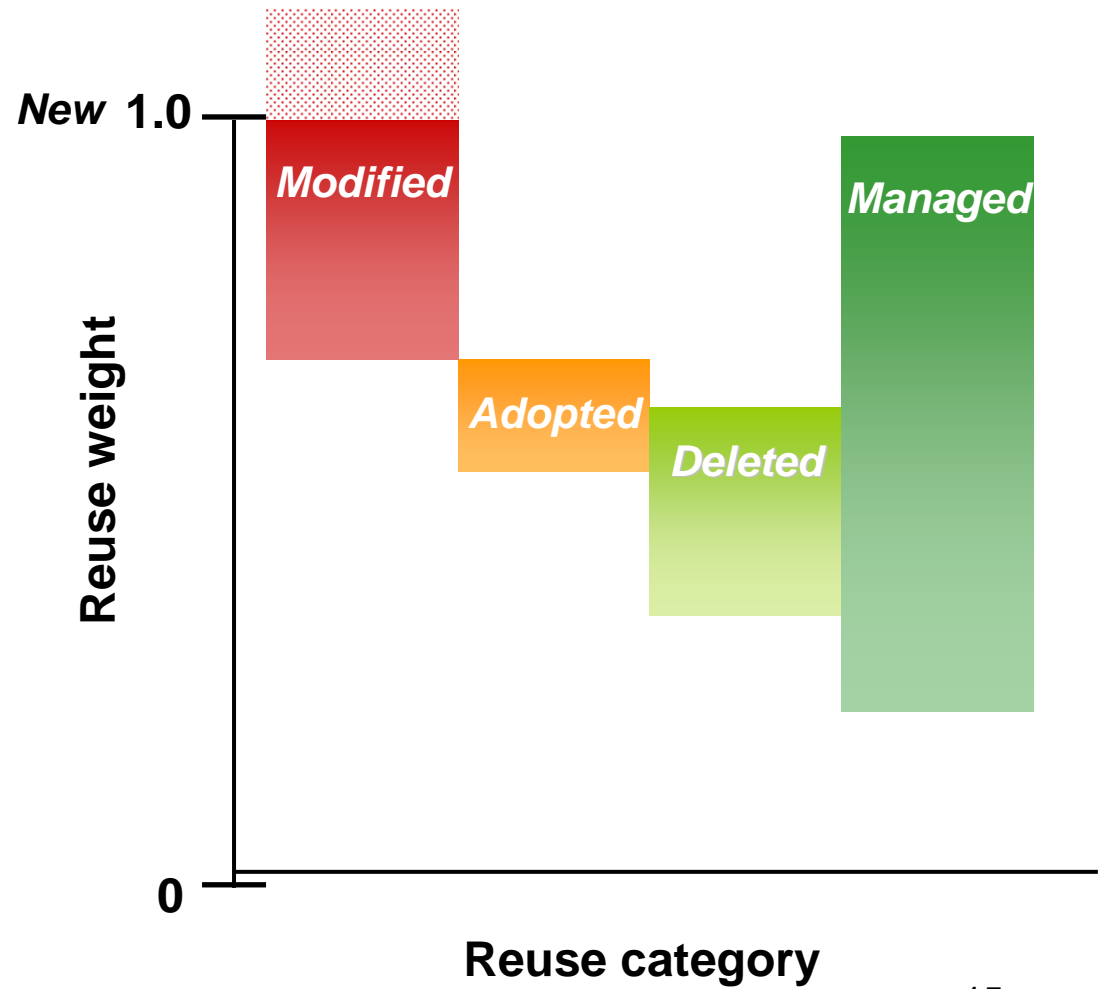 New 1.0
Modified
Managed
Adopted
Deleted
Reuse weight
0
Reuse category